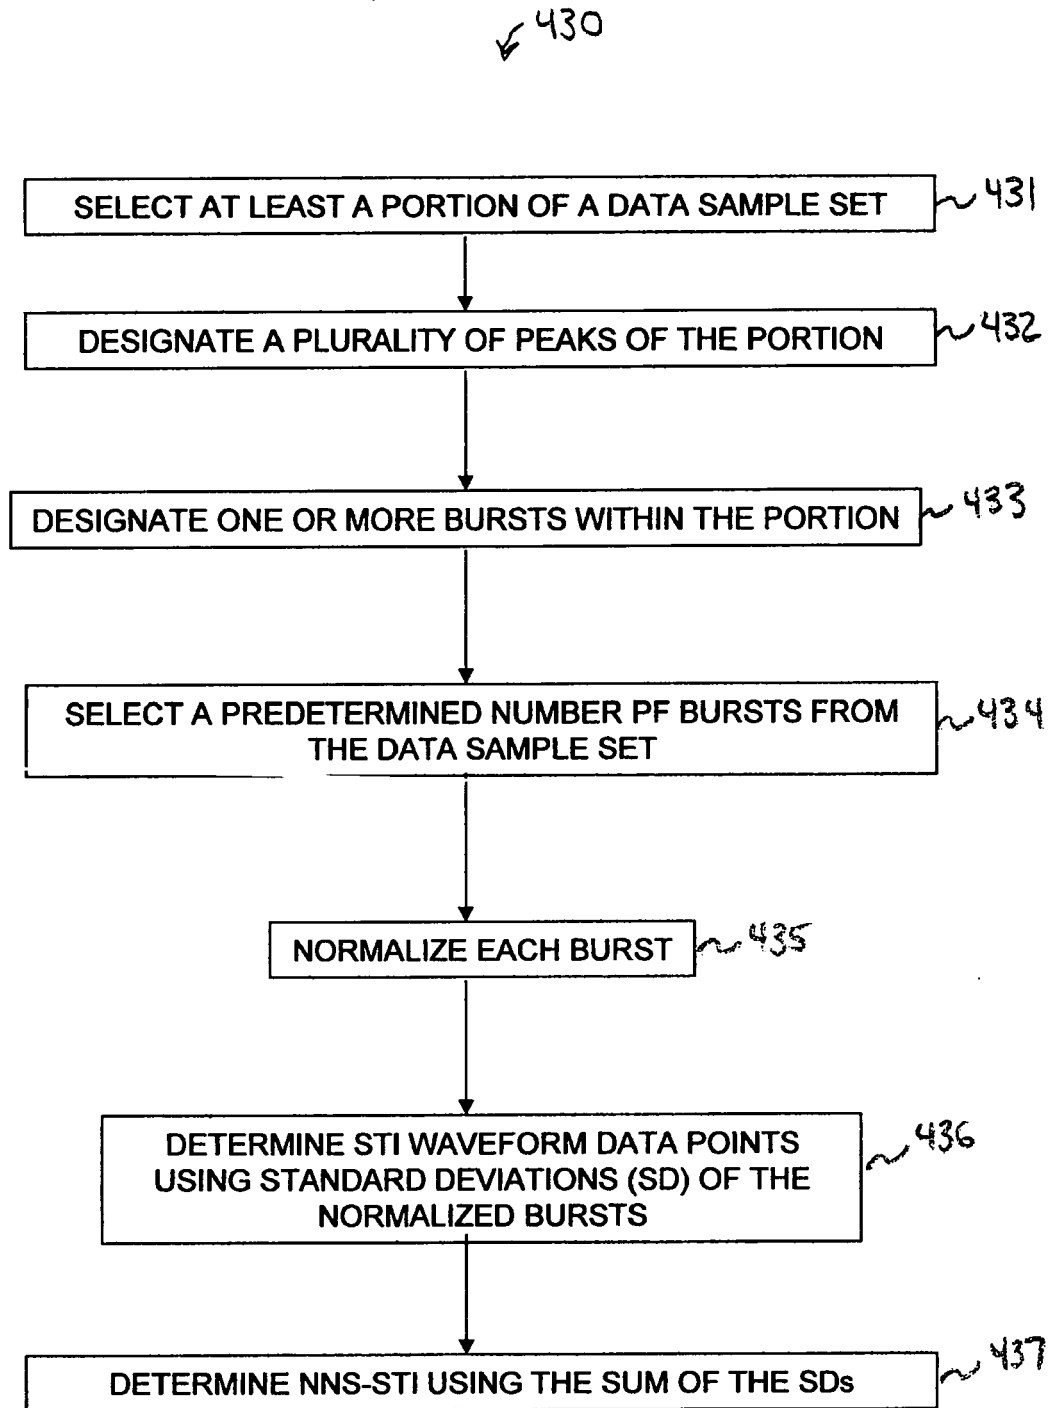 430
SELECT AT LEAST A PORTION OF A DATA SAMPLE SET
431
DESIGNATE A PLURALITY OF PEAKS OF THE PORTION
432
DESIGNATE ONE OR MORE BURSTS WITHIN THE PORTION
433
SELECT A PREDETERMINED NUMBER PF BURSTS FROM
THE DATA SAMPLE SET
434
NORMALIZE EACH BURST
435
DETERMINE STI WAVEFORM DATA POINTS
USING STANDARD DEVIATIONS (SD) OF THE
NORMALIZED BURSTS
436
DETERMINE NNS-STI USING THE SUM OF THE SDs
437